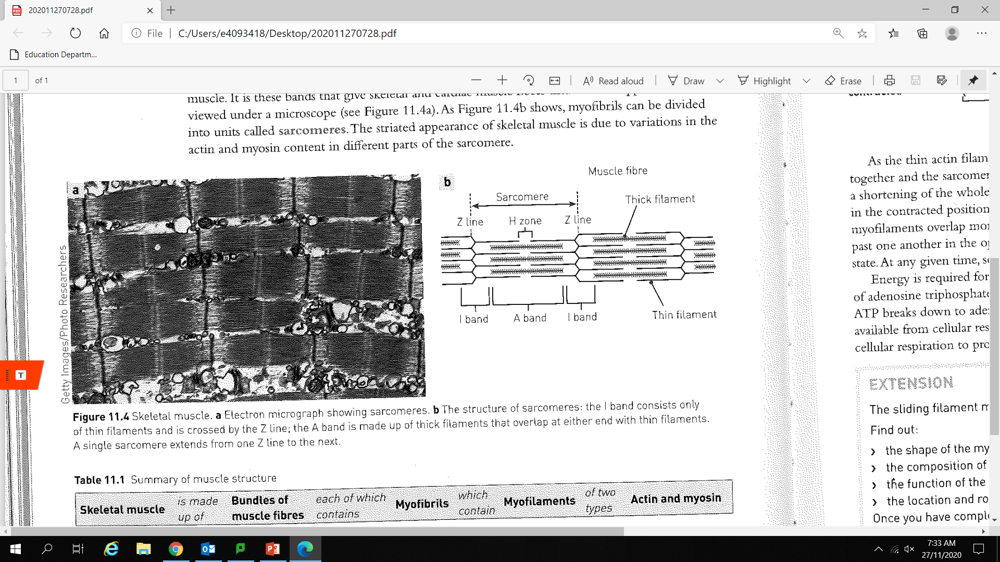 202011270728.pdf
File
C:/Users/e4093418/Desktop/202011270728.pdf
Education Departm...
1 of 1
Read aloud
Draw
Highlight
Erase
muscle. It is these bands that give skeletal and cardiac muscle
viewed under a microscope (see Figure 11.4a). As Figure 11.4b shows, myofibrils can be divided
into units called sarcomeres. The striated appearance of skeletal muscle is due to variations in the
actin and myosin content in different parts of the sarcomere.
a
Getty Images/Photo Researchers
b
Muscle fibre
Sarcomere
Thick filament
Z line
H zone
Z line
I band
A band
I band
Thin filament
Figure 11.4 Skeletal muscle. a Electron micrograph showing sarcomeres. b The structure of sarcomeres: the I band consists only
of thin filaments and is crossed by the Z line; the A band is made up of thick filaments that overlap at either end with thin filaments.
A single sarcomere extends from one Z line to the next.
Table 11.1 Summary of muscle structure
Skeletal muscle
is made
up of
Bundles of
muscle fibres
each of which
contains
Myofibrils
which
contain
Myofilaments
of two
types
Actin and myosin
As the thin actin filam
together and the sarcomer
a shortening of the whole
in the contracted position
myofilaments overlap mor
past one another in the o
state. At any given time, s
Energy is required for
of adenosine triphosphate
ATP breaks down to ade
available from cellular res
cellular respiration to pro
EXTENSION
The sliding filament m
Find out:
› the shape of the my
› the composition of
› the function of the
› the location and ro
Once you have compl
T
7:33 AM
27/11/2020